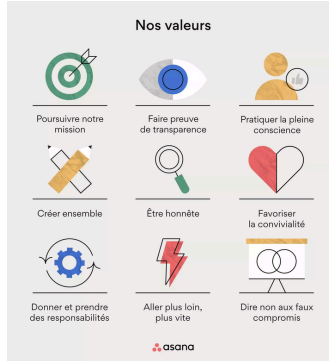 Nos valeurs
Poursuivre notre
mission
Faire preuve
de transparence
Pratiquer la pleine
conscience
Créer ensemble
Être honnête
Favoriser
la convivialité
Donner et prendre
des responsabilités
Aller plus loin,
plus vite
Dire non aux faux
compromis
asana